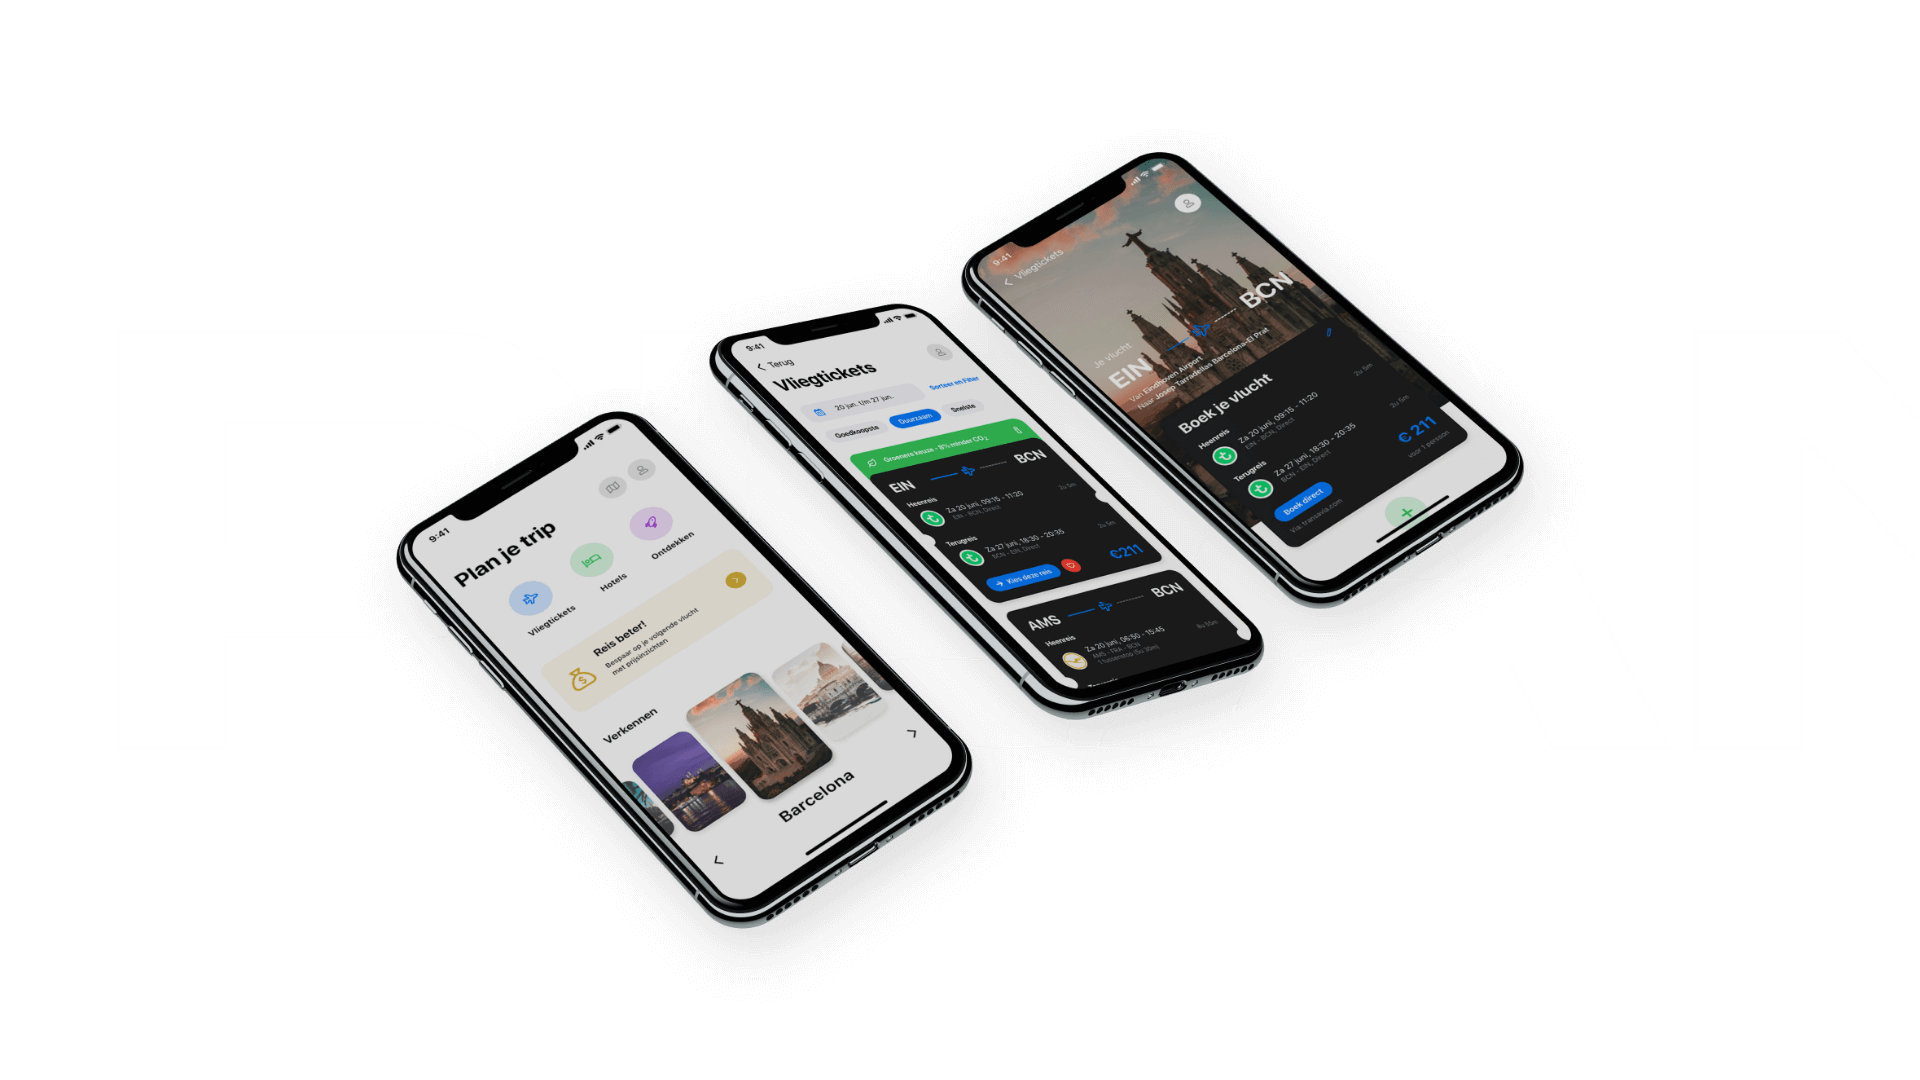 9:41
Plan je trip
Vliegtickets
Hotels
Ontdekken
Reis beter!
Bespaar op je volgende vlucht
met prijsinzichten
Verkennen
Barcelona
9:41
Terug
Vliegtickets
20 jun. t/m 27 jun.
Sorteer en Filter
Goedkoopste
Duurzaam
Snelste
Groenere keuze - 8% minder CO₂
EIN
BCN
Heenreis
Za 20 juni, 09:15 - 11:20
2u 5m
EIN - BCN, Direct
Terugreis
Za 27 juni, 18:30 - 20:35
2u 5m
BCN - EIN, Direct
Kies deze reis
€211
AMS
BCN
Heenreis
Za 20 juni, 06:50 - 15:45
8u 55m
AMS - FRA - BCN
1 tussenstop (5u 30m)
9:41
Vliegtickets
Je vlucht
EIN
BCN
Van Eindhoven Airport
Naar Josep Tarradellas Barcelona-El Prat
Boek je vlucht
Heenreis
Za 20 juni, 09:15 - 11:20
2u 5m
EIN - BCN, Direct
Terugreis
Za 27 juni, 18:30 - 20:35
2u 5m
BCN - EIN, Direct
Boek direct
Via: transavia.com
€ 211
voor 1 persoon